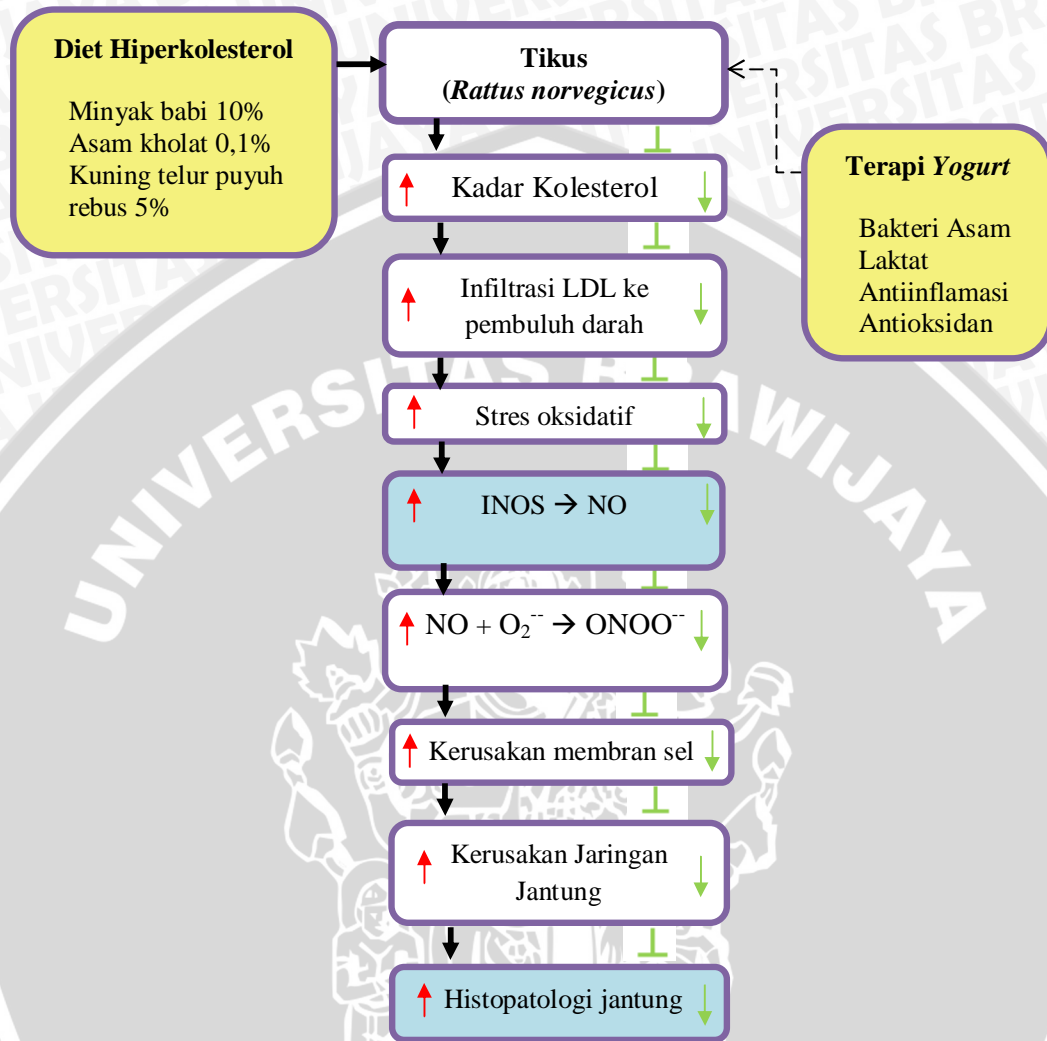 Diet Hiperkolesterol
Minyak babi 10%
Asam kholat 0,1%
Kuning telur puyuh
rebus 5%
Tikus
(Rattus norvegicus)
Terapi Yogurt
Bakteri Asam
Laktat
Antiinflamasi
Antioksidan
Kadar Kolesterol
Infiltrasi LDL ke
pembuluh darah
Stres oksidatif
INOS → NO
NO + O₂⁻⁻ → ONOO⁻⁻
Kerusakan membran sel
Kerusakan Jaringan
Jantung
Histopatologi jantung
UNIVERSITAS BRAWIJAYA